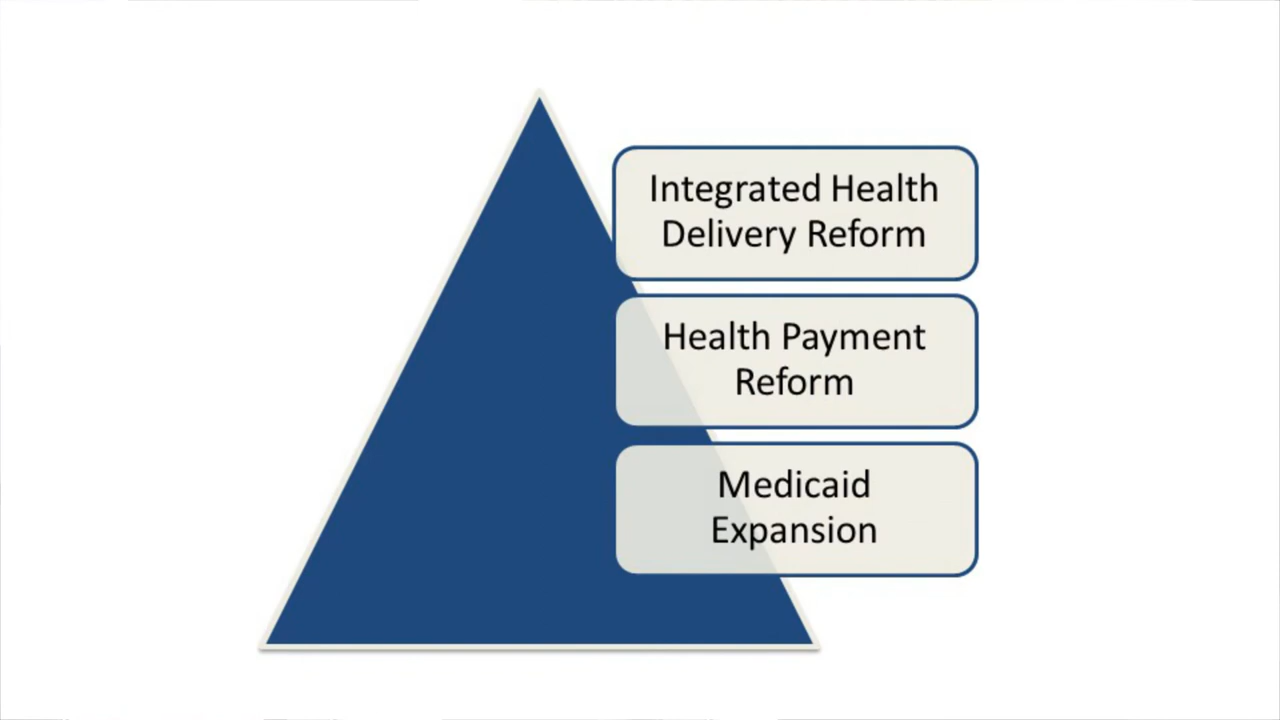 Integrated Health
Delivery Reform
Health Payment
Reform
Medicaid
Expansion